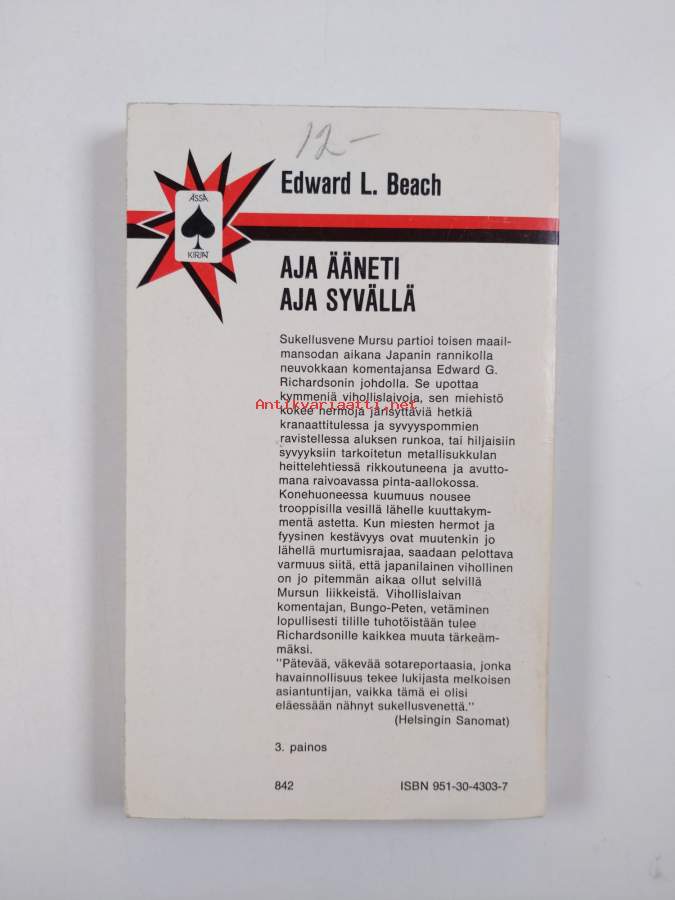 12-
Edward L. Beach
ÄSSÄ
KIRJAT
AJA ÄÄNETI
AJA SYVÄLLÄ
Sukellusvene Mursu partioi toisen maail-
mansodan aikana Japanin rannikolla
neuvokkaan komentajansa Edward G.
Richardsonin johdolla. Se upottaa
kymmeniä vihollislaivoja, sen miehistö
Antikvariaatti.net
kokee hermoja järisyttäviä hetkiä
kranaattitulessa ja syvyyspommien
ravistellessa aluksen runkoa, tai hiljaisiin
syvyyksiin tarkoitetun metallisukkulan
heittelehtiessä rikkoutuneena ja avutto-
mana raivoavassa pinta-aallokossa.
Konehuoneessa kuumuus nousee
trooppisilla vesillä lähelle kuuttakym-
mentä astetta. Kun miesten hermot ja
fyysinen kestävyys ovat muutenkin jo
lähellä murtumisrajaa, saadaan pelottava
varmuus siitä, että japanilainen vihollinen
on jo pitemmän aikaa ollut selvillä
Mursun liikkeistä. Vihollislaivan
komentajan, Bungo-Peten, vetäminen
lopullisesti tilille tuhotöistään tulee
Richardsonille kaikkea muuta tärkeäm-
mäksi.
"Pätevää, väkevää sotareportaasia, jonka
havainnollisuus tekee lukijasta melkoisen
asiantuntijan, vaikka tämä ei olisi
eläessään nähnyt sukellusvenettä."
(Helsingin Sanomat)
3. painos
842 ISBN 951-30-4303-7